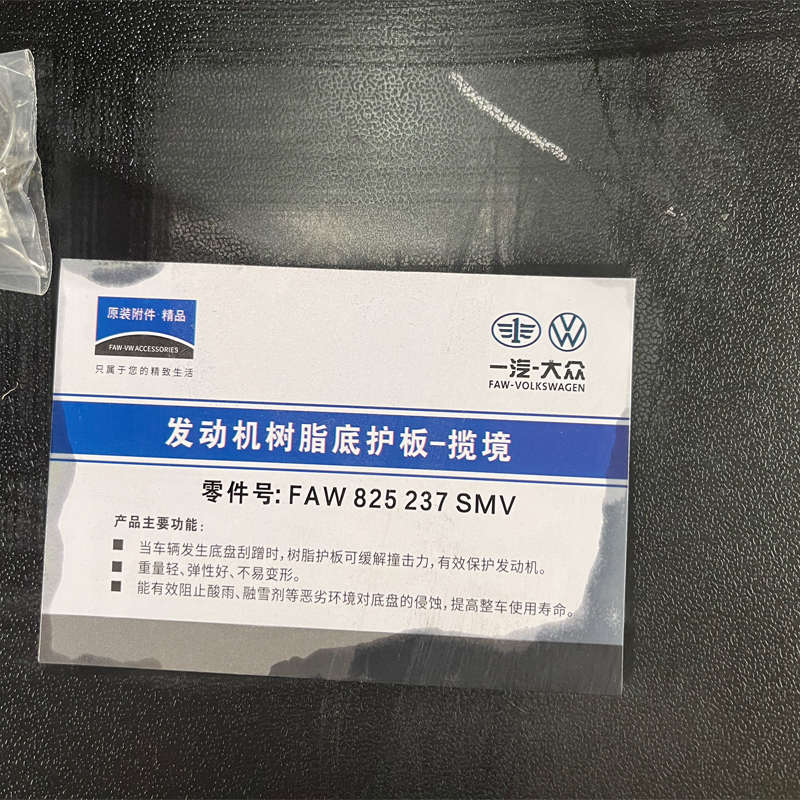 原装附件·精品
FAW-VW ACCESSORIES
只属于您的精致生活
一汽-大众
FAW-VOLKSWAGEN
发动机树脂底护板-揽境
零件号: FAW 825 237 SMV
产品主要功能：
■ 当车辆发生底盘刮蹭时，树脂护板可缓解撞击力，有效保护发动机。
■ 重量轻、弹性好、不易变形。
■ 能有效阻止酸雨、融雪剂等恶劣环境对底盘的侵蚀，提高整车使用寿命。